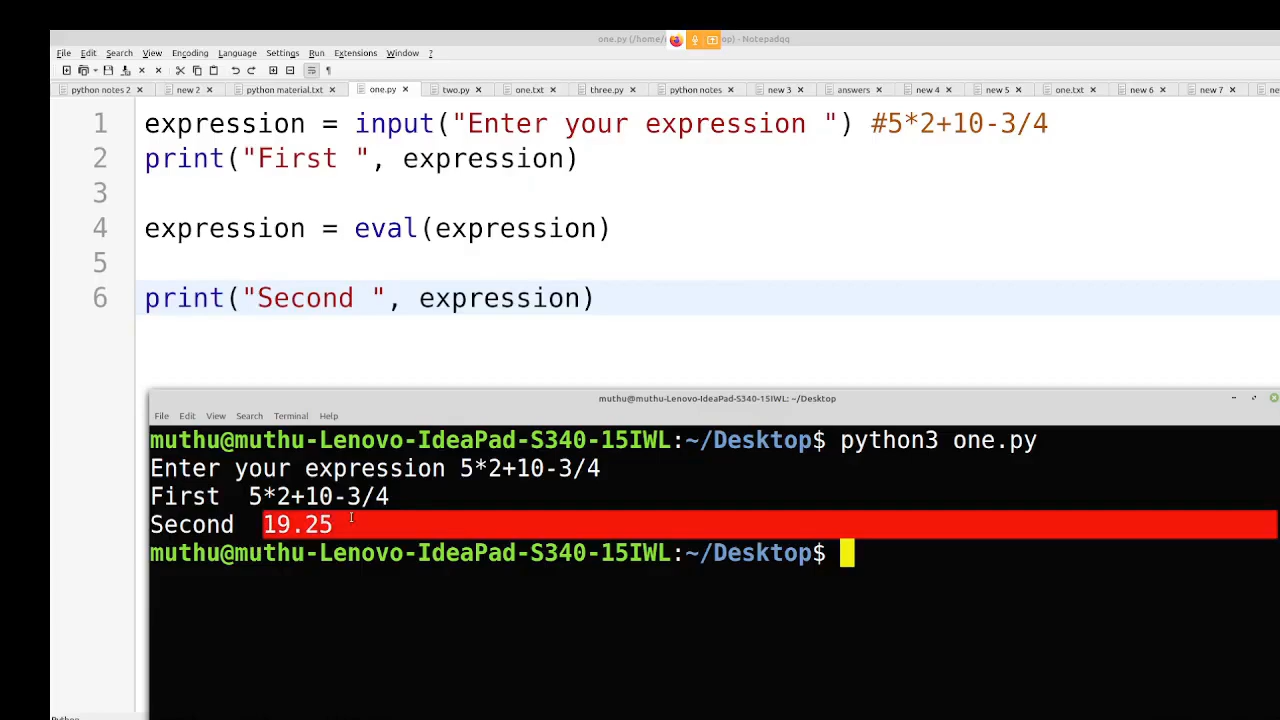 one.py (/home/ op) - Notepadqq
File Edit Search View Encoding Language Settings Run Extensions Window ?
python notes 2 new 2 python material.txt one.py two.py one.txt three.py python notes new 3 answers new 4 new 5 one.txt new 6 new 7
1 expression = input("Enter your expression ") #5*2+10-3/4
2 print("First ", expression)
3
4 expression = eval(expression)
5
6 print("Second ", expression)
muthu@muthu-Lenovo-IdeaPad-S340-15IWL: ~/Desktop
File Edit View Search Terminal Help
muthu@muthu-Lenovo-IdeaPad-S340-15IWL:~/Desktop$ python3 one.py
Enter your expression 5*2+10-3/4
First  5*2+10-3/4
Second  19.25
muthu@muthu-Lenovo-IdeaPad-S340-15IWL:~/Desktop$